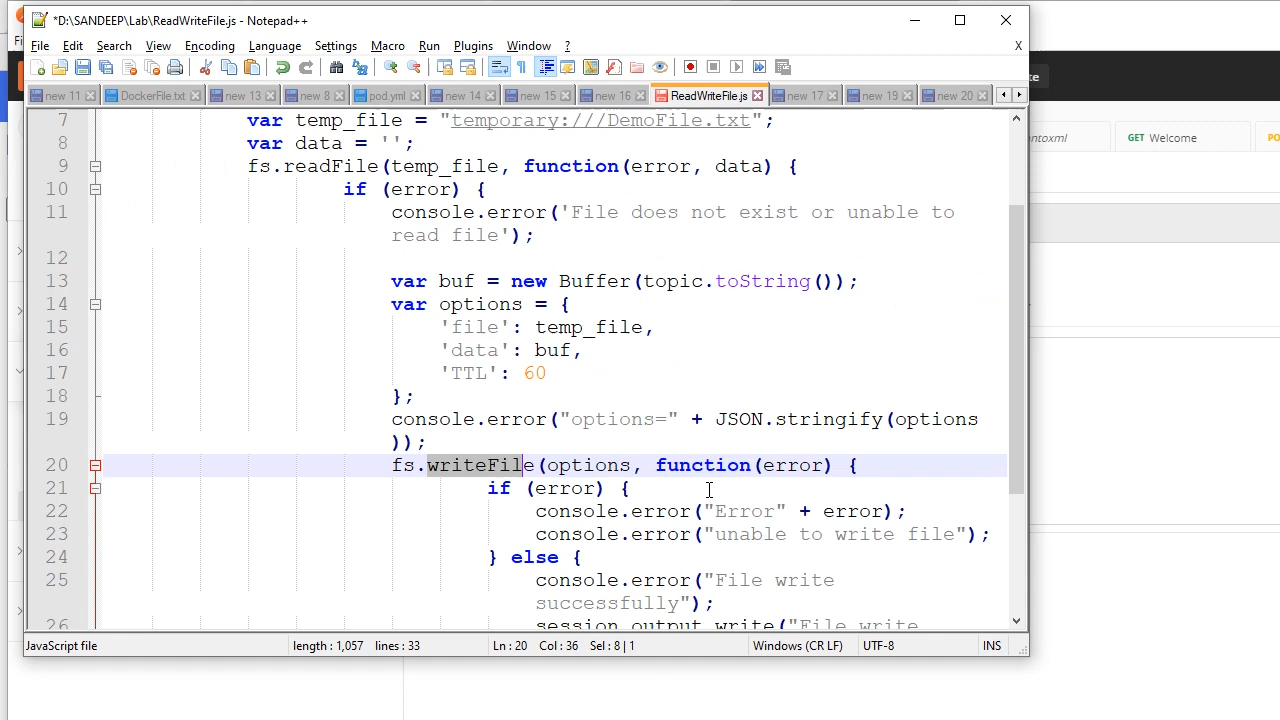 *D:\SANDEEP\Lab\ReadWriteFile.js - Notepad++
File Edit Search View Encoding Language Settings Macro Run Plugins Window ? X
new 11 DockerFile.txt new 13 new 8 pod.yml new 14 new 15 new 16 ReadWriteFile.js new 17 new 19 new 20
GET Welcome
7 var temp_file = "temporary:///DemoFile.txt";
8 var data = '';
9 fs.readFile(temp_file, function(error, data) {
10 if (error) {
11 console.error('File does not exist or unable to
read file');
12
13 var buf = new Buffer(topic.toString());
14 var options = {
15 'file': temp_file,
16 'data': buf,
17 'TTL': 60
18 };
19 console.error("options=" + JSON.stringify(options
));
20 fs.writeFile(options, function(error) {
21 if (error) {
22 console.error("Error" + error);
23 console.error("unable to write file");
24 } else {
25 console.error("File write
successfully");
26 session.output.write("File write
JavaScript file length : 1,057 lines : 33 Ln : 20 Col : 36 Sel : 8 | 1 Windows (CR LF) UTF-8 INS